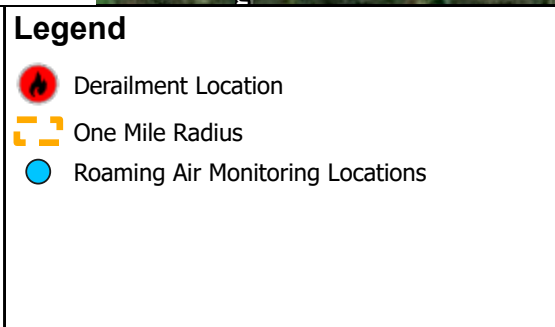 Legend
Derailment Location
One Mile Radius
Roaming Air Monitoring Locations